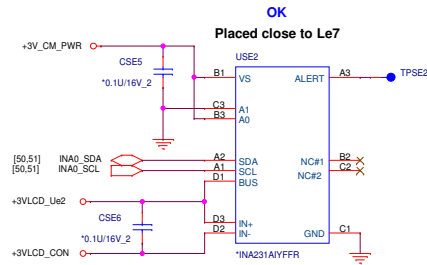 OK
Placed close to Le7
+3V_CM_PWR
CSE5
*0.1U/16V_2
USE2
B1
VS
ALERT
A3
TPSE2
C3
A1
B3
A0
[50,51]
INA0_SDA
A2
SDA
NC#1
B2
[50,51]
INA0_SCL
A1
SCL
NC#2
C2
D1
BUS
+3VLCD_Ue2
CSE6
*0.1U/16V_2
D3
IN+
D2
IN-
GND
C1
+3VLCD_CON
*INA231AIYFFR